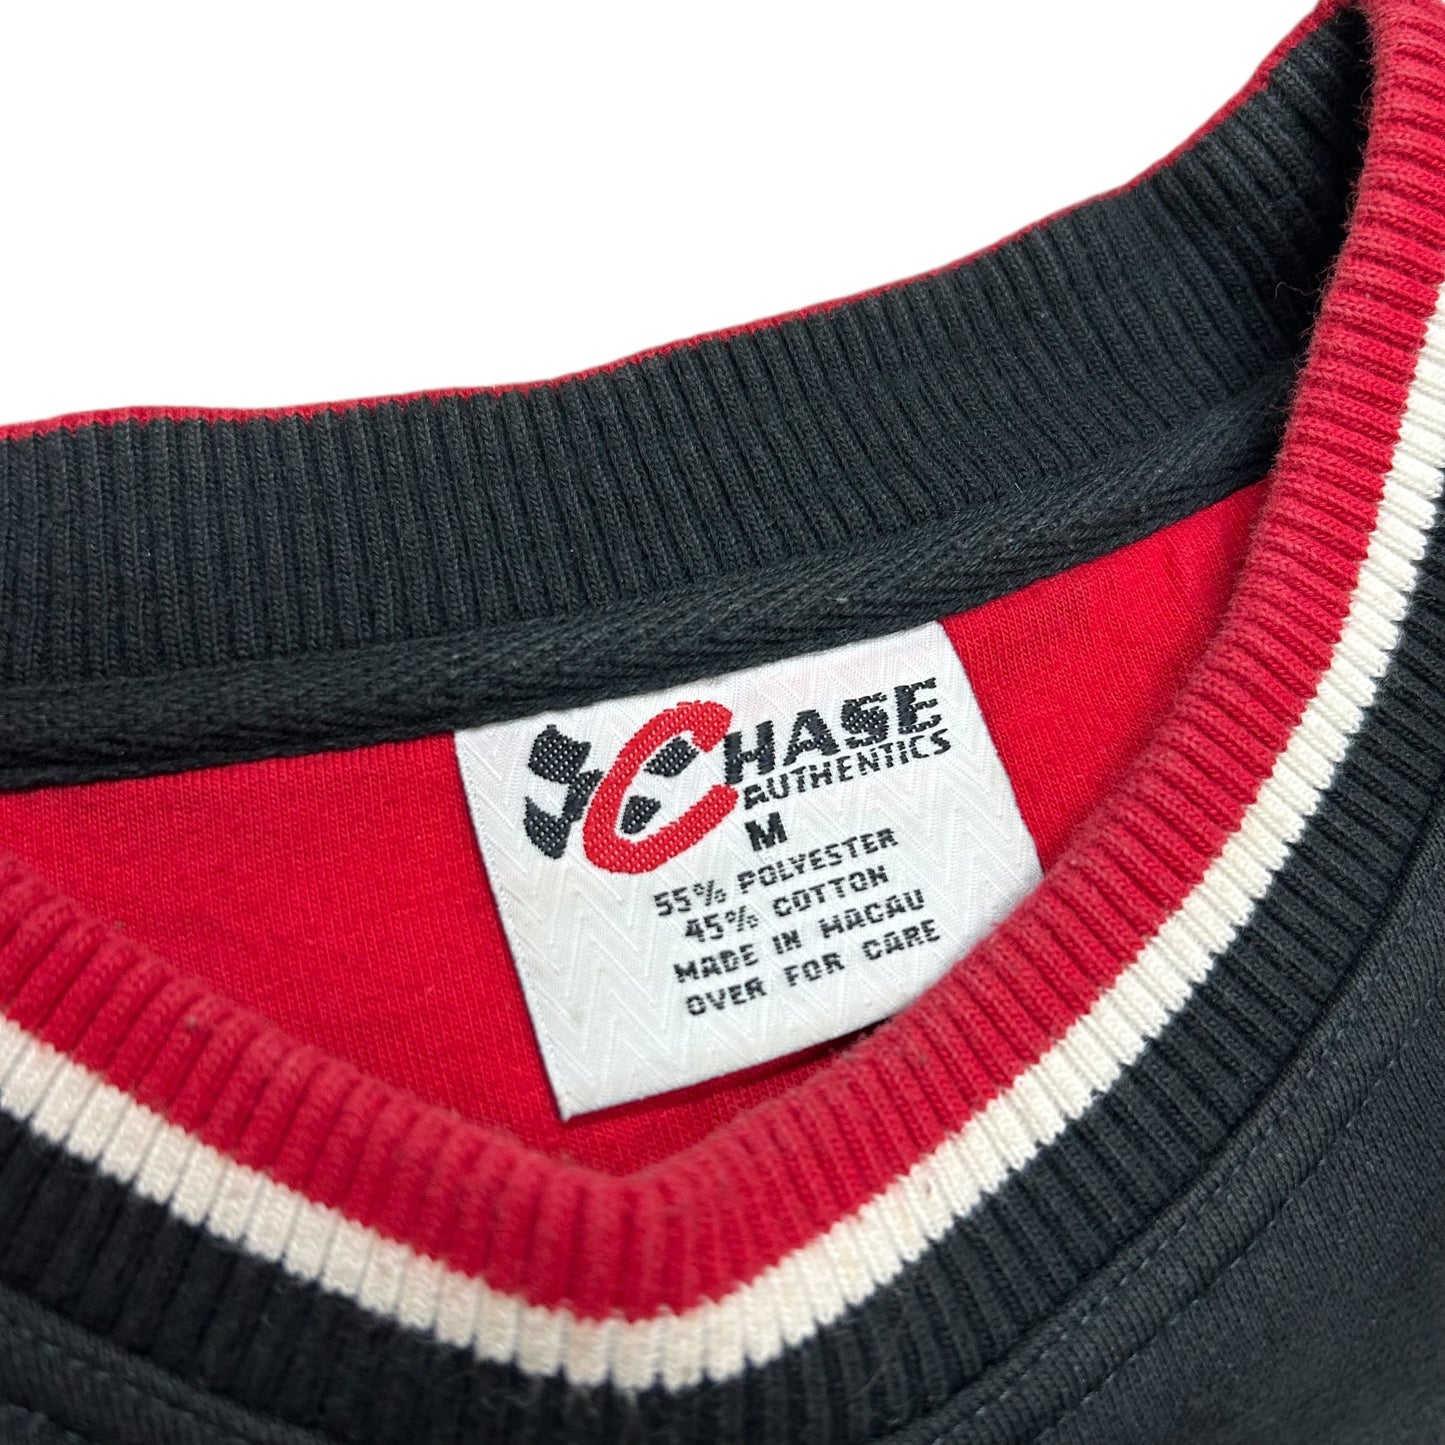 CHASE
AUTHENTICS
M
55% POLYESTER
45% COTTON
MADE IN MACAU
OVER FOR CARE